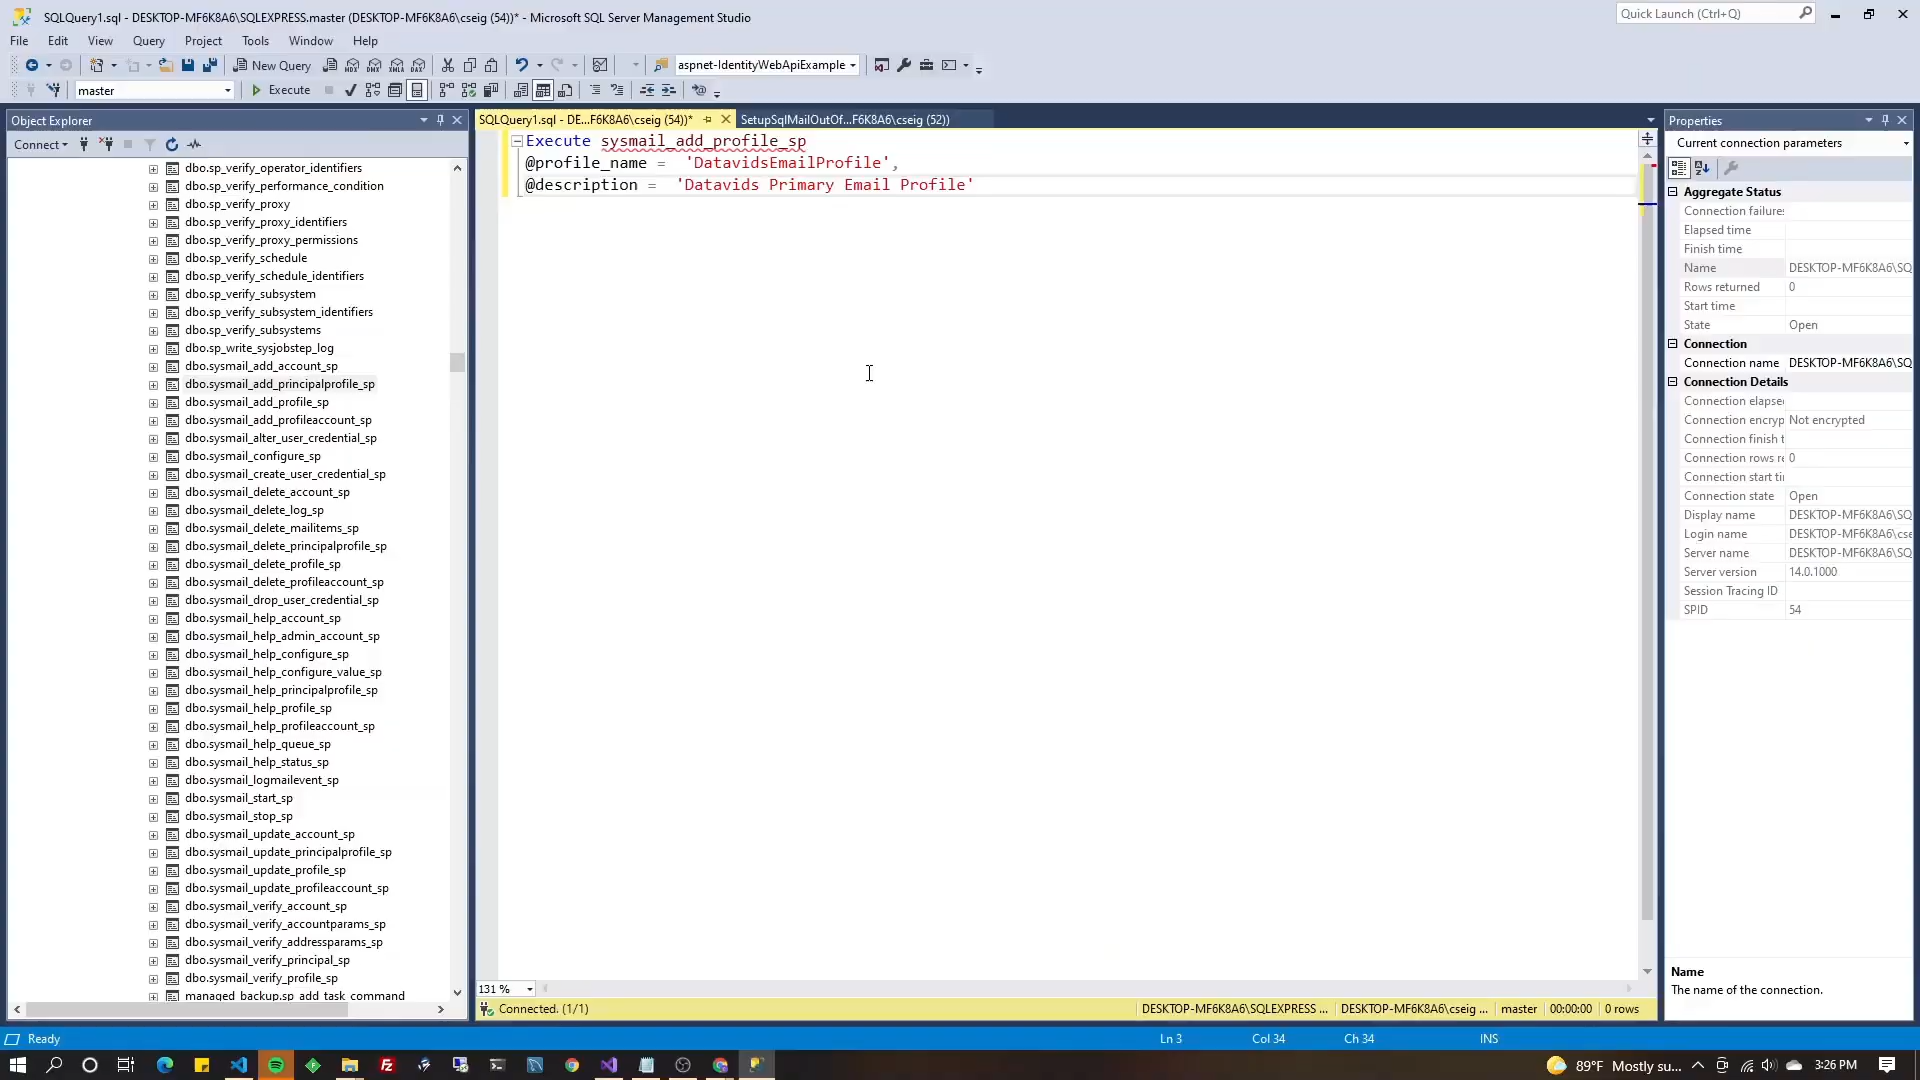 SQLQuery1.sql - DESKTOP-MF6K8A6\SQLEXPRESS.master (DESKTOP-MF6K8A6\cseig (54))* - Microsoft SQL Server Management Studio
Quick Launch (Ctrl+Q)
File Edit View Query Project Tools Window Help
New Query
MDX DMX XMLA DAX
aspnet-IdentityWebApiExample
master
Execute
Object Explorer
Connect
dbo.sp_verify_operator_identifiers
dbo.sp_verify_performance_condition
dbo.sp_verify_proxy
dbo.sp_verify_proxy_identifiers
dbo.sp_verify_proxy_permissions
dbo.sp_verify_schedule
dbo.sp_verify_schedule_identifiers
dbo.sp_verify_subsystem
dbo.sp_verify_subsystem_identifiers
dbo.sp_verify_subsystems
dbo.sp_write_sysjobstep_log
dbo.sysmail_add_account_sp
dbo.sysmail_add_principalprofile_sp
dbo.sysmail_add_profile_sp
dbo.sysmail_add_profileaccount_sp
dbo.sysmail_alter_user_credential_sp
dbo.sysmail_configure_sp
dbo.sysmail_create_user_credential_sp
dbo.sysmail_delete_account_sp
dbo.sysmail_delete_log_sp
dbo.sysmail_delete_mailitems_sp
dbo.sysmail_delete_principalprofile_sp
dbo.sysmail_delete_profile_sp
dbo.sysmail_delete_profileaccount_sp
dbo.sysmail_drop_user_credential_sp
dbo.sysmail_help_account_sp
dbo.sysmail_help_admin_account_sp
dbo.sysmail_help_configure_sp
dbo.sysmail_help_configure_value_sp
dbo.sysmail_help_principalprofile_sp
dbo.sysmail_help_profile_sp
dbo.sysmail_help_profileaccount_sp
dbo.sysmail_help_queue_sp
dbo.sysmail_help_status_sp
dbo.sysmail_logmailevent_sp
dbo.sysmail_start_sp
dbo.sysmail_stop_sp
dbo.sysmail_update_account_sp
dbo.sysmail_update_principalprofile_sp
dbo.sysmail_update_profile_sp
dbo.sysmail_update_profileaccount_sp
dbo.sysmail_verify_account_sp
dbo.sysmail_verify_accountparams_sp
dbo.sysmail_verify_addressparams_sp
dbo.sysmail_verify_principal_sp
dbo.sysmail_verify_profile_sp
managed_backup.sp_add_task_command
SQLQuery1.sql - DE...F6K8A6\cseig (54))*
SetupSqlMailOutOf...F6K8A6\cseig (52))
Execute sysmail_add_profile_sp
@profile_name = 'DatavidsEmailProfile',
@description = 'Datavids Primary Email Profile'
131 %
Connected. (1/1)
DESKTOP-MF6K8A6\SQLEXPRESS ... DESKTOP-MF6K8A6\cseig ... master 00:00:00 0 rows
Properties
Current connection parameters
Aggregate Status
Connection failures
Elapsed time
Finish time
Name DESKTOP-MF6K8A6\SQ
Rows returned 0
Start time
State Open
Connection
Connection name DESKTOP-MF6K8A6\SQ
Connection Details
Connection elapse
Connection encryp Not encrypted
Connection finish t
Connection rows re 0
Connection start ti
Connection state Open
Display name DESKTOP-MF6K8A6\SQ
Login name DESKTOP-MF6K8A6\cse
Server name DESKTOP-MF6K8A6\SQ
Server version 14.0.1000
Session Tracing ID
SPID 54
Name
The name of the connection.
Ready
Ln 3 Col 34 Ch 34 INS
89°F Mostly su...
3:26 PM